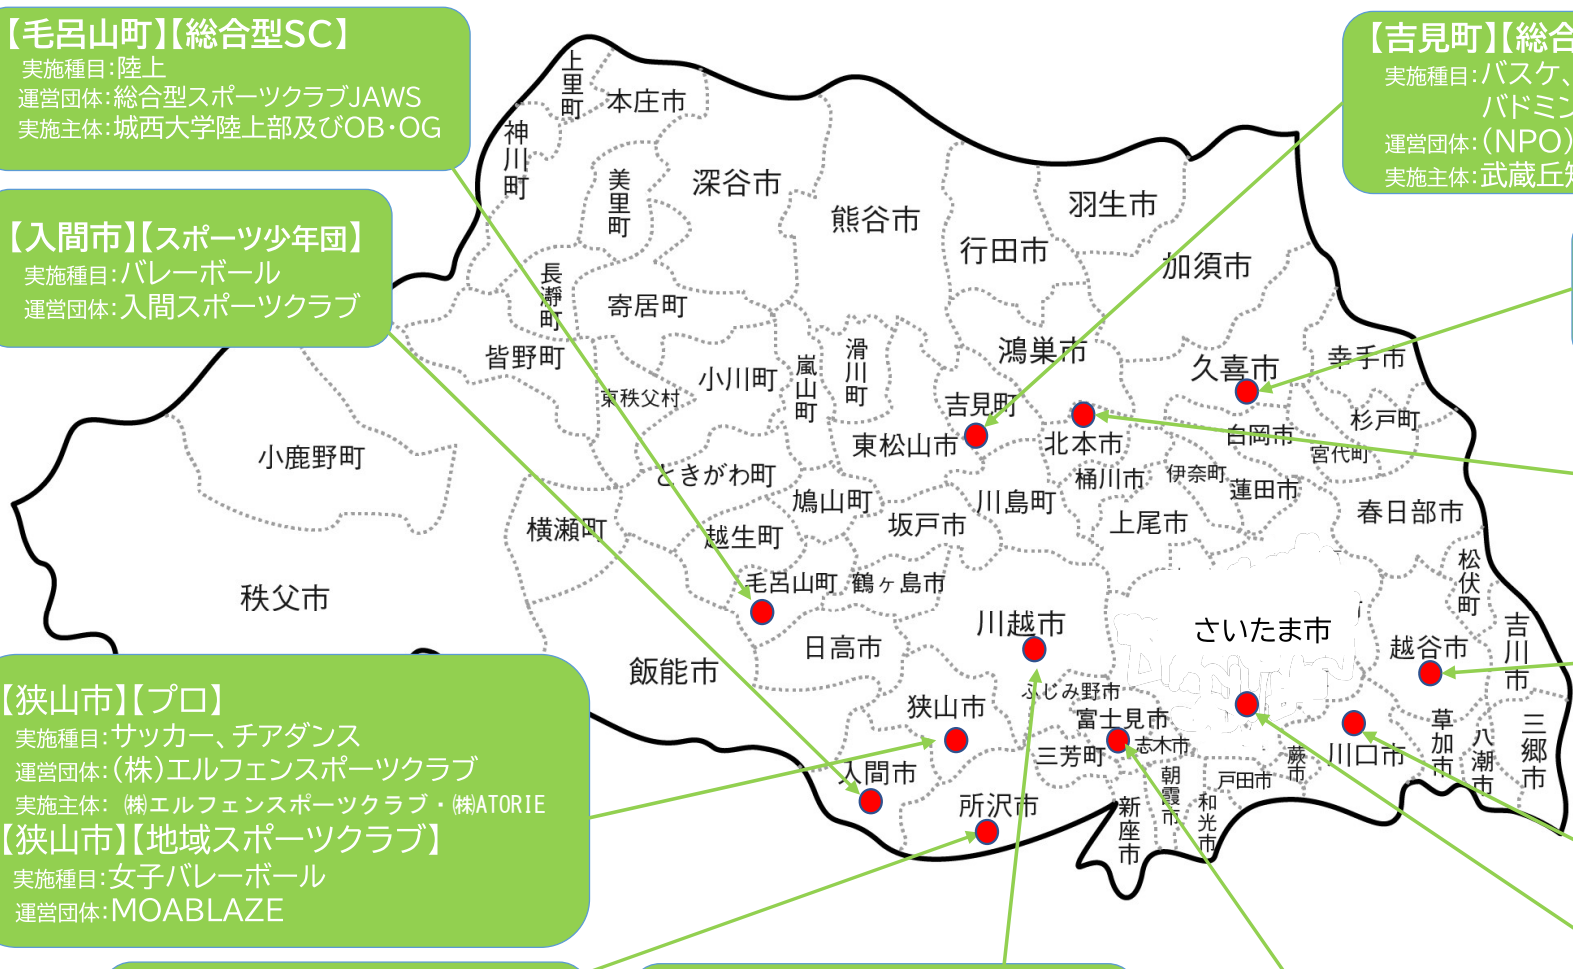 【毛呂山町】【総合型SC】
実施種目：陸上
運営団体：総合型スポーツクラブJAWS
実施主体：城西大学陸上部及びOB・OG
【入間市】【スポーツ少年団】
実施種目：バレーボール
運営団体：入間スポーツクラブ
【吉見町】【総合
実施種目：バスケ、
バドミン
運営団体：（NPO）
実施主体：武蔵丘短
上里町
本庄市
神川町
美里町
深谷市
熊谷市
行田市
羽生市
加須市
長瀞町
寄居町
皆野町
東秩父村
小川町
嵐山町
滑川町
鴻巣市
吉見町
久喜市
幸手市
杉戸町
東松山市
北本市
白岡市
宮代町
小鹿野町
ときがわ町
鳩山町
川島町
桶川市
伊奈町
蓮田市
春日部市
横瀬町
越生町
坂戸市
上尾市
松伏町
秩父市
毛呂山町
鶴ヶ島市
川越市
さいたま市
越谷市
吉川市
飯能市
日高市
狭山市
ふじみ野市
富士見市
志木市
三芳町
入間市
所沢市
新座市
朝霞市
和光市
戸田市
蕨市
川口市
草加市
八潮市
三郷市
【狭山市】【プロ】
実施種目：サッカー、チアダンス
運営団体：（株）エルフェンスポーツクラブ
実施主体：㈱エルフェンスポーツクラブ・㈱ATORIE
【狭山市】【地域スポーツクラブ】
実施種目：女子バレーボール
運営団体：MOABLAZE